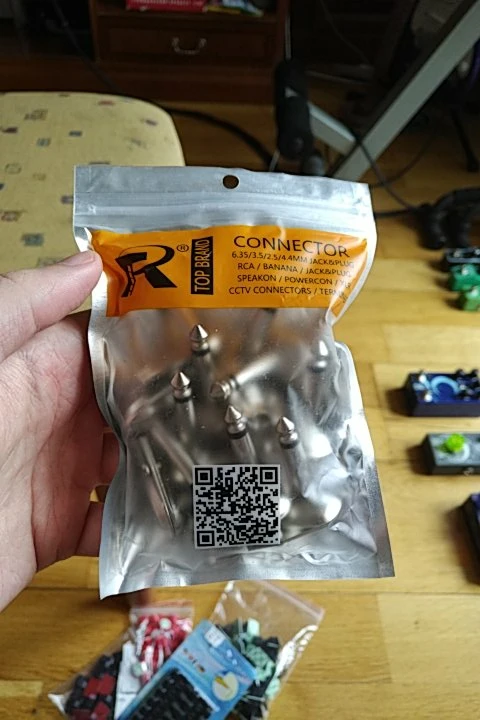 R®
TOP BRAND
CONNECTOR
6.35/3.5/2.5/4.4MM JACK&PLUG
RCA / BANANA / JACK&PLUG
SPEAKON / POWERCON /
CCTV CONNECTORS /